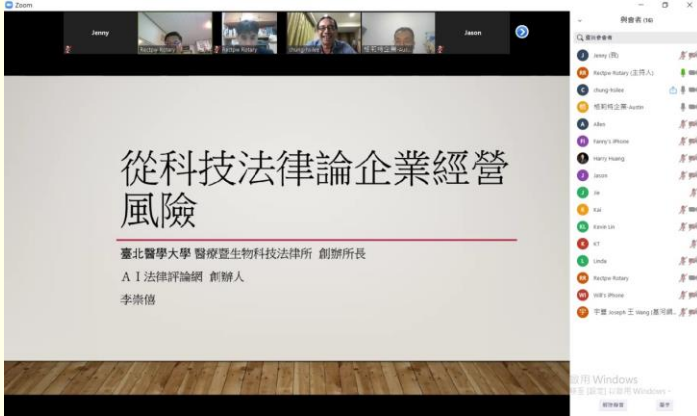 Zoom
與會者 (16)
Jenny
Rectpw Rotary
Rectpw Rotary
chung-hsilee
Jason
Jenny (我)
Rectpw Rotary (主持人)
chung-hsilee
Allen
Fanny's iPhone
Harry Huang
Jason
Jie
Kai
Kevin Lin
KT
Linda
Rectpw Rotary
Will's iPhone
從科技法律論企業經營
風險
臺北醫學大學 醫療暨生物科技法律所 創辦所長
ＡＩ法律評論網 創辦人
李崇僖
啟用 Windows